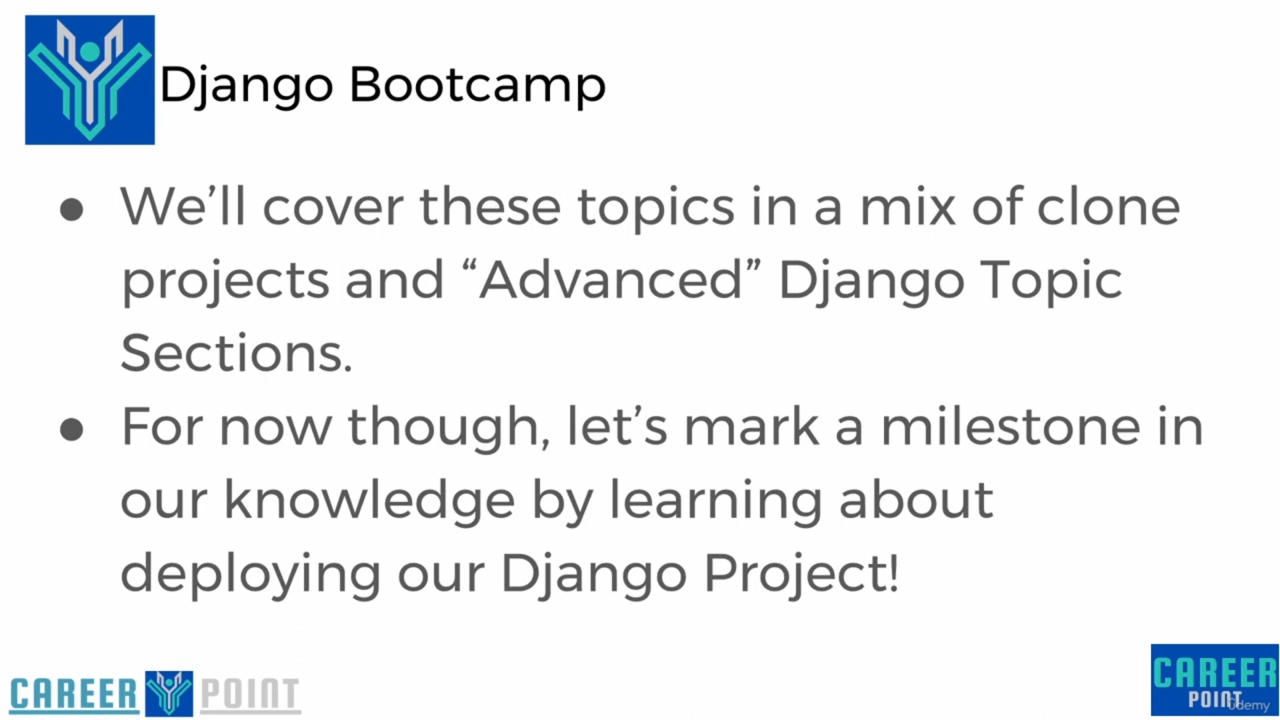 Django Bootcamp
● We’ll cover these topics in a mix of clone
projects and “Advanced” Django Topic
Sections.
● For now though, let’s mark a milestone in
our knowledge by learning about
deploying our Django Project!
CAREER POINT
CAREER
POINT
Udemy